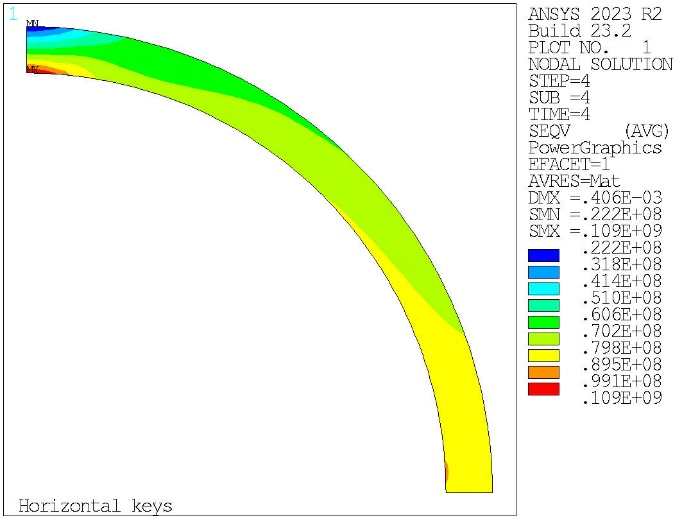 1
MN
ANSYS 2023 R2
Build 23.2
PLOT NO. 1
NODAL SOLUTION
STEP=4
SUB =4
TIME=4
SEQV (AVG)
PowerGraphics
EFACET=1
AVRES=Mat
DMX =.406E-03
SMN =.222E+08
SMX =.109E+09
.222E+08
.318E+08
.414E+08
.510E+08
.606E+08
.702E+08
.798E+08
.895E+08
.991E+08
.109E+09
Horizontal keys